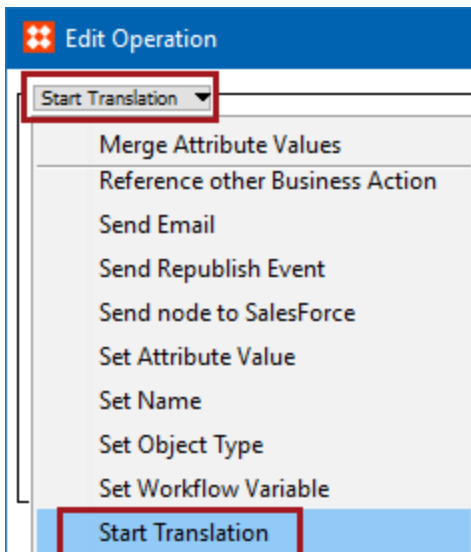 Edit Operation
Start Translation
Merge Attribute Values
Reference other Business Action
Send Email
Send Republish Event
Send node to SalesForce
Set Attribute Value
Set Name
Set Object Type
Set Workflow Variable
Start Translation